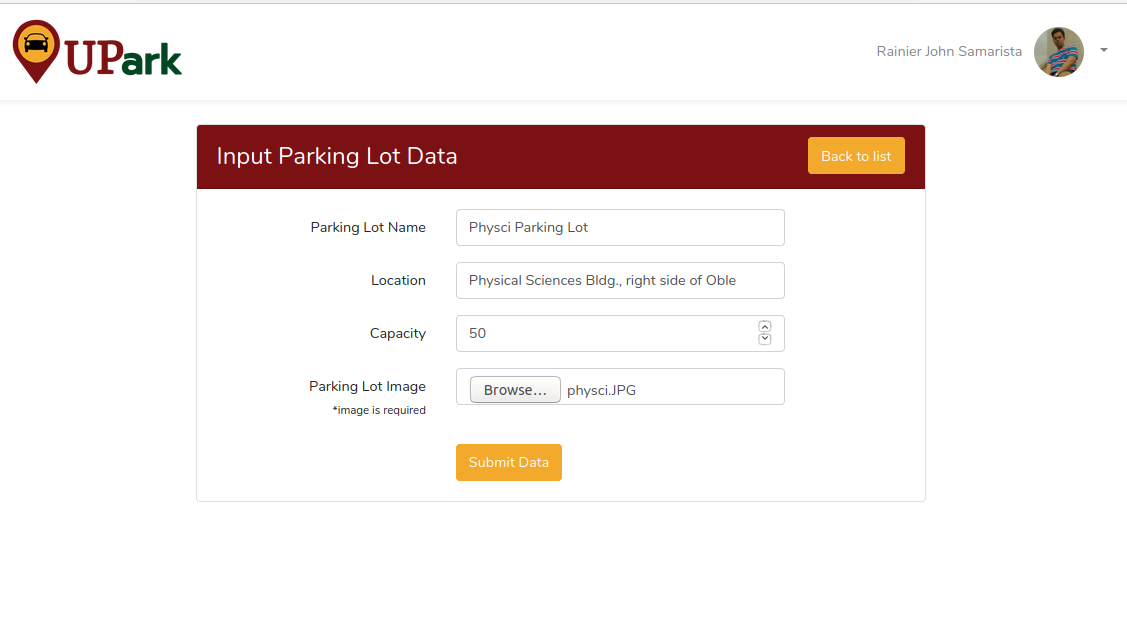 UPark
Rainier John Samarista
Input Parking Lot Data
Back to list
Parking Lot Name
Physci Parking Lot
Location
Physical Sciences Bldg., right side of Oble
Capacity
50
Parking Lot Image
Browse... physci.JPG
*image is required
Submit Data